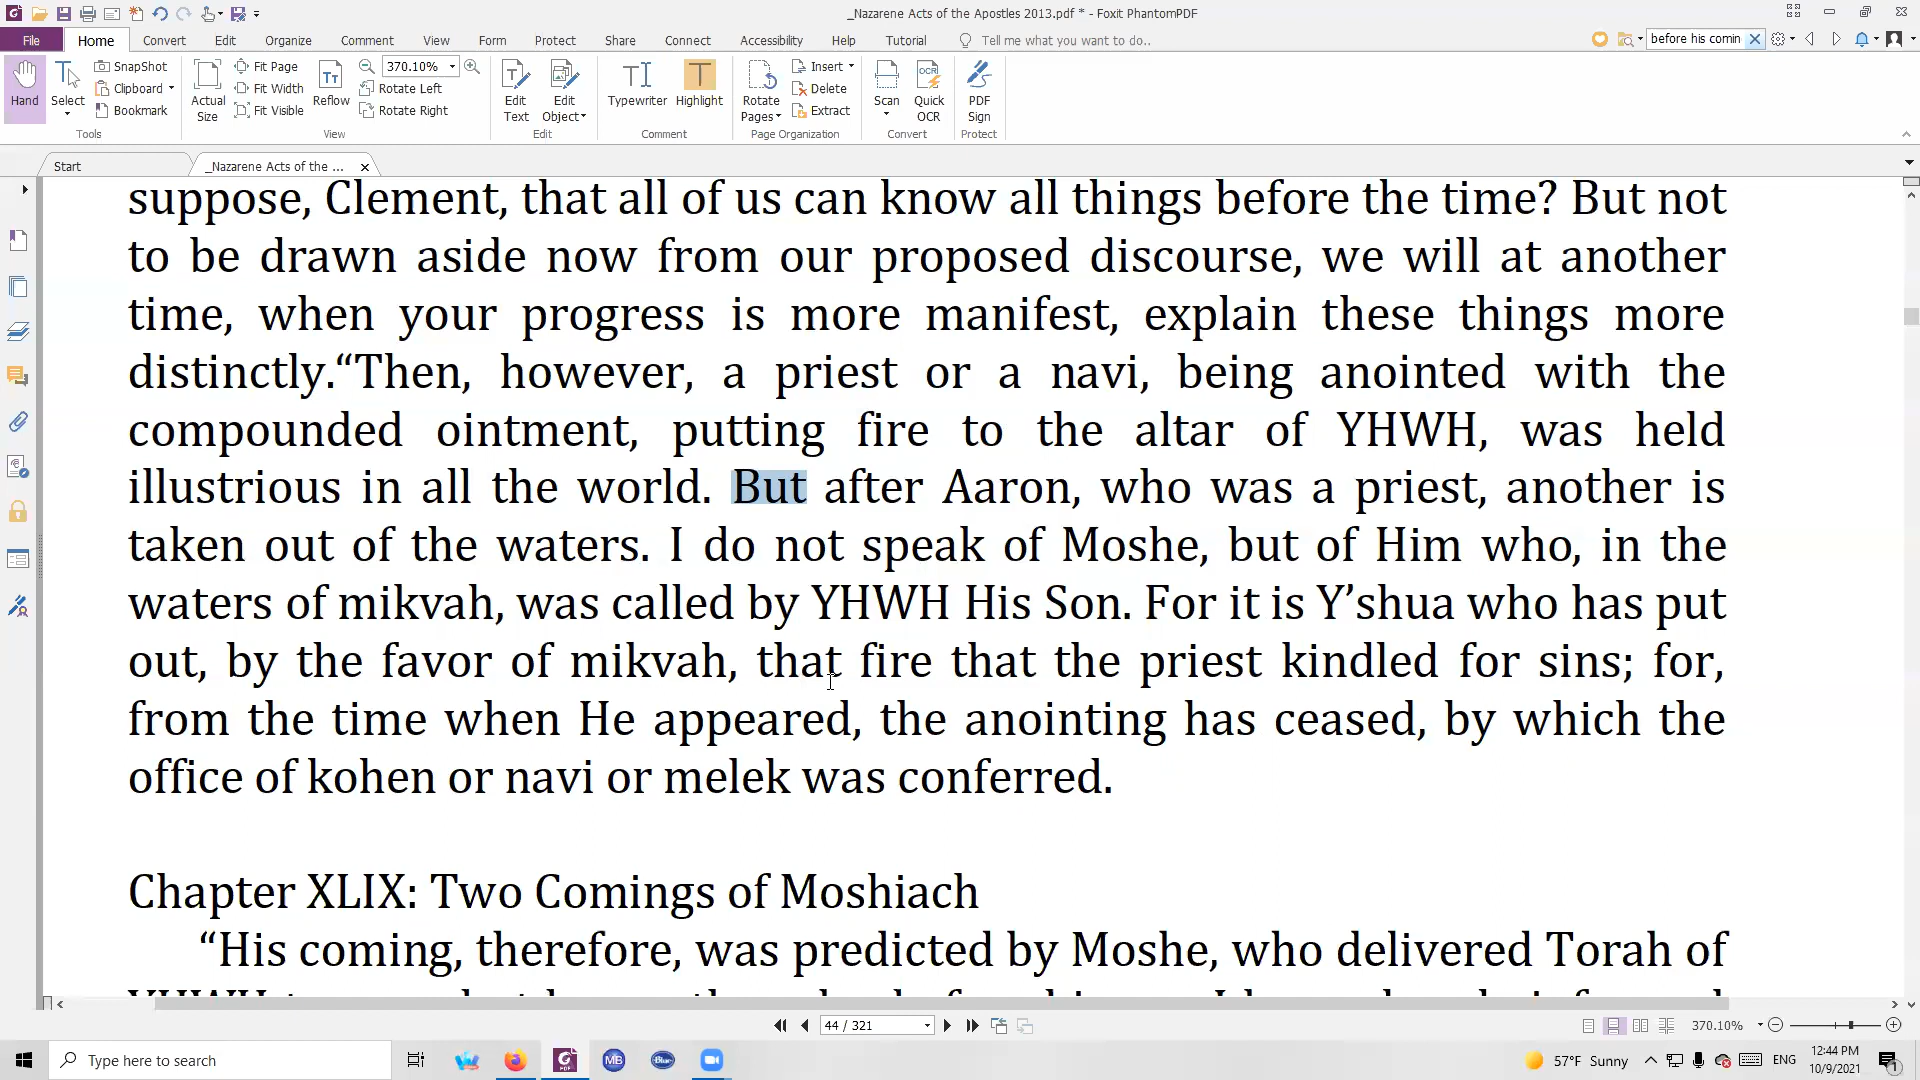 _Nazarene Acts of the Apostles 2013.pdf * - Foxit PhantomPDF
File Home Convert Edit Organize Comment View Form Protect Share Connect Accessibility Help Tutorial Tell me what you want to do.. before his comin
SnapShot Fit Page 370.10% Insert Delete Extract
Hand Select Clipboard Actual Size Fit Width Reflow Rotate Left Edit Text Edit Object Typewriter Highlight Rotate Pages Scan Quick OCR PDF Sign
Bookmark Fit Visible Rotate Right
Tools View Edit Comment Page Organization Convert Protect
Start _Nazarene Acts of the ...
suppose, Clement, that all of us can know all things before the time? But not
to be drawn aside now from our proposed discourse, we will at another
time, when your progress is more manifest, explain these things more
distinctly.“Then, however, a priest or a navi, being anointed with the
compounded ointment, putting fire to the altar of YHWH, was held
illustrious in all the world. But after Aaron, who was a priest, another is
taken out of the waters. I do not speak of Moshe, but of Him who, in the
waters of mikvah, was called by YHWH His Son. For it is Y’shua who has put
out, by the favor of mikvah, that fire that the priest kindled for sins; for,
from the time when He appeared, the anointing has ceased, by which the
office of kohen or navi or melek was conferred.
Chapter XLIX: Two Comings of Moshiach
“His coming, therefore, was predicted by Moshe, who delivered Torah of
44 / 321 370.10%
Type here to search MB Blue 57°F Sunny ENG 12:44 PM
10/9/2021